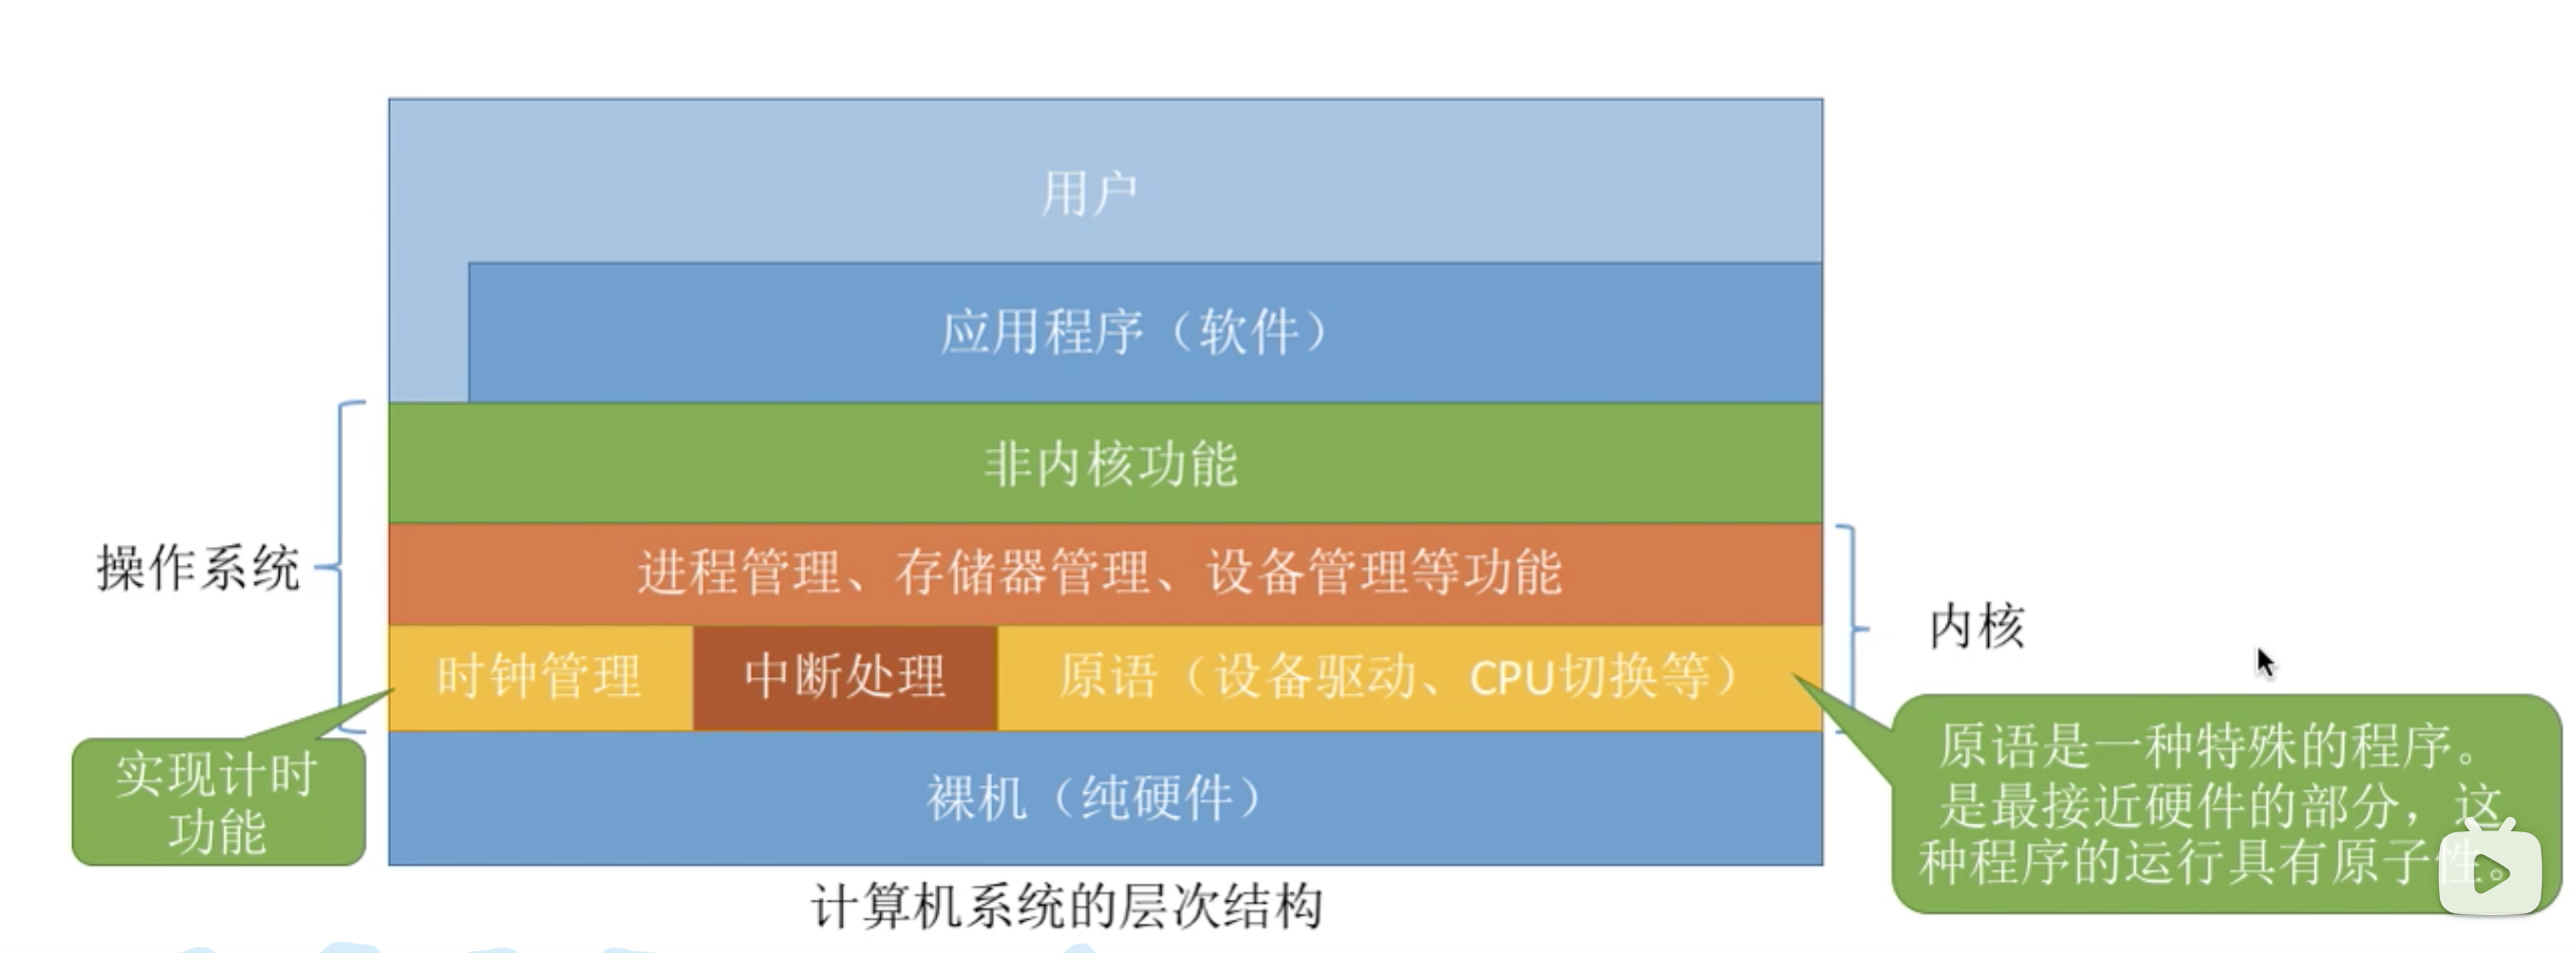 用户
应用程序（软件）
非内核功能
操作系统
进程管理、存储器管理、设备管理等功能
内核
时钟管理
中断处理
原语（设备驱动、CPU切换等）
实现计时
功能
原语是一种特殊的程序。
是最接近硬件的部分，这
种程序的运行具有原子性。
裸机（纯硬件）
计算机系统的层次结构